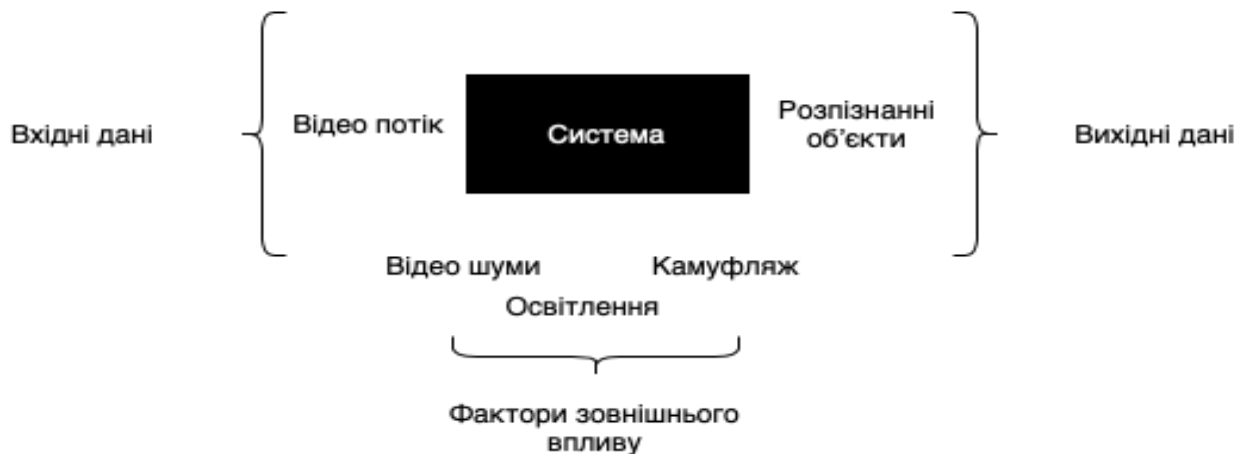 Вхідні дані
Відео потік
Система
Розпізнанні
об’єкти
Вихідні дані
Відео шуми
Камуфляж
Освітлення
Фактори зовнішнього
впливу